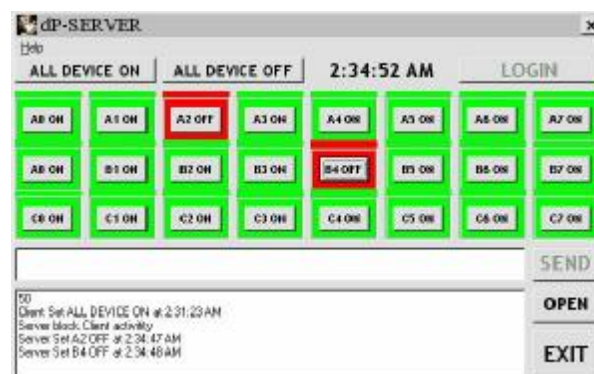 dP-SERVER
Help
ALL DEVICE ON ALL DEVICE OFF 2:34:52 AM LOGIN
A0 ON A1 ON A2 OFF A3 ON A4 ON A5 ON A6 ON A7 ON
A0 ON B1 ON B2 ON B3 ON B4 OFF B5 ON B6 ON B7 ON
C0 ON C1 ON C2 ON C3 ON C4 ON C5 ON C6 ON C7 ON
SEND
50
Client Set ALL DEVICE ON at 2:31:23 AM
Server block Client activitiy
Server Set A2 OFF at 2:34:47 AM
Server Set B4 OFF at 2:34:48 AM
OPEN
EXIT